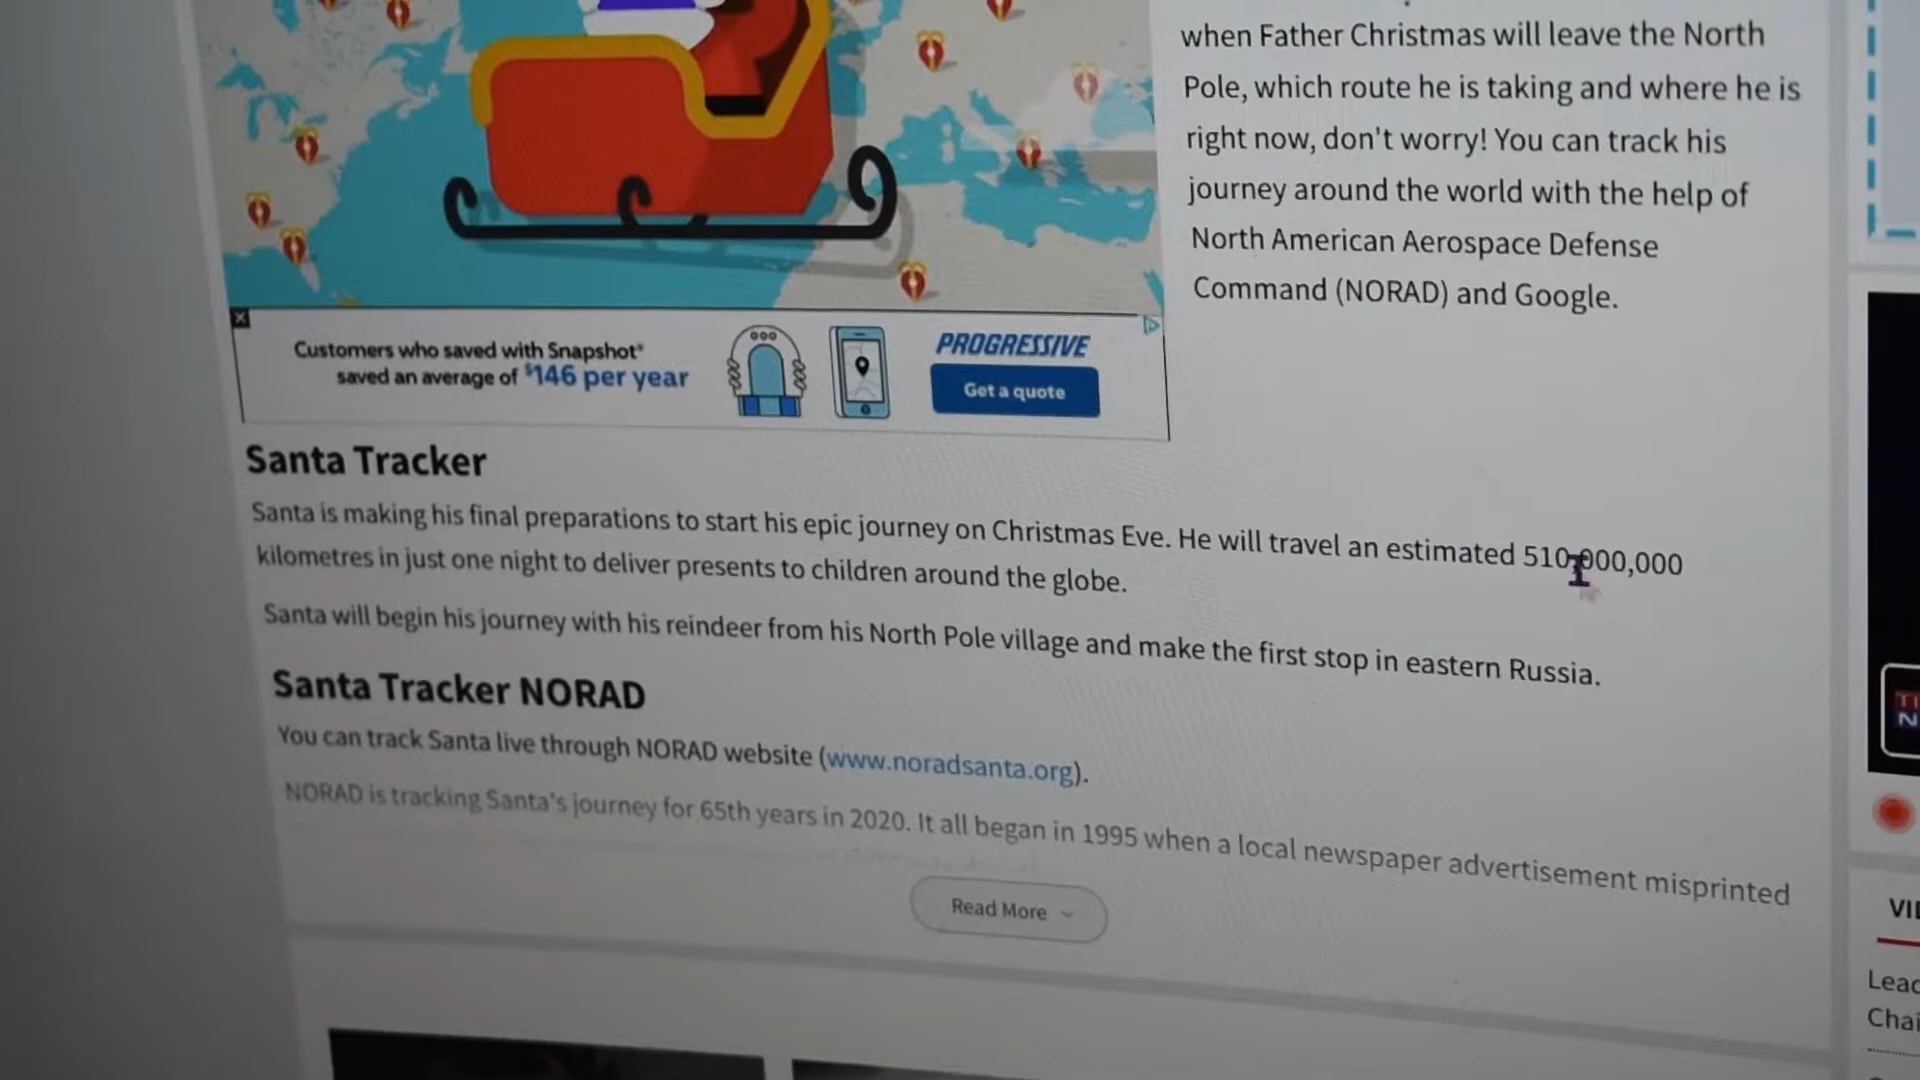 when Father Christmas will leave the North
Pole, which route he is taking and where he is
right now, don't worry! You can track his
journey around the world with the help of
North American Aerospace Defense
Command (NORAD) and Google.
Customers who saved with Snapshot*
saved an average of $146 per year
PROGRESSIVE
Get a quote
Santa Tracker
Santa is making his final preparations to start his epic journey on Christmas Eve. He will travel an estimated 510,000,000
kilometres in just one night to deliver presents to children around the globe.
Santa will begin his journey with his reindeer from his North Pole village and make the first stop in eastern Russia.
Santa Tracker NORAD
You can track Santa live through NORAD website (www.noradsanta.org).
NORAD is tracking Santa's journey for 65th years in 2020. It all began in 1995 when a local newspaper advertisement misprinted
Read More